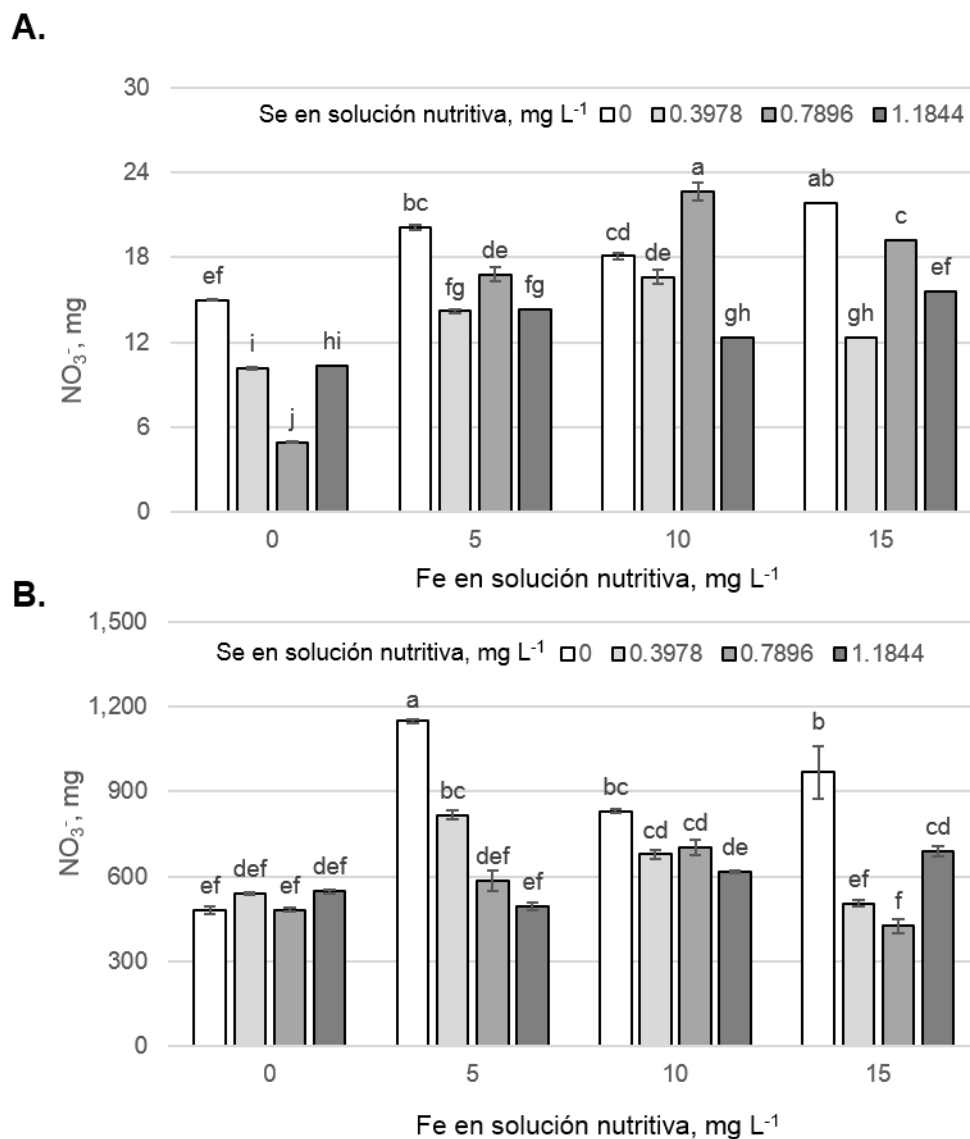 A.
30
Se en solución nutritiva, mg L-1 0 0.3978 0.7896 1.1844
24
18
12
6
0
NO3-, mg
ef i j hi
bc fg de fg
cd de a gh
ab gh c ef
0 5 10 15
Fe en solución nutritiva, mg L-1
B.
1,500
Se en solución nutritiva, mg L-1 0 0.3978 0.7896 1.1844
1,200
900
600
300
0
NO3-, mg
ef def ef def
a bc def ef
bc cd cd de
b ef f cd
0 5 10 15
Fe en solución nutritiva, mg L-1